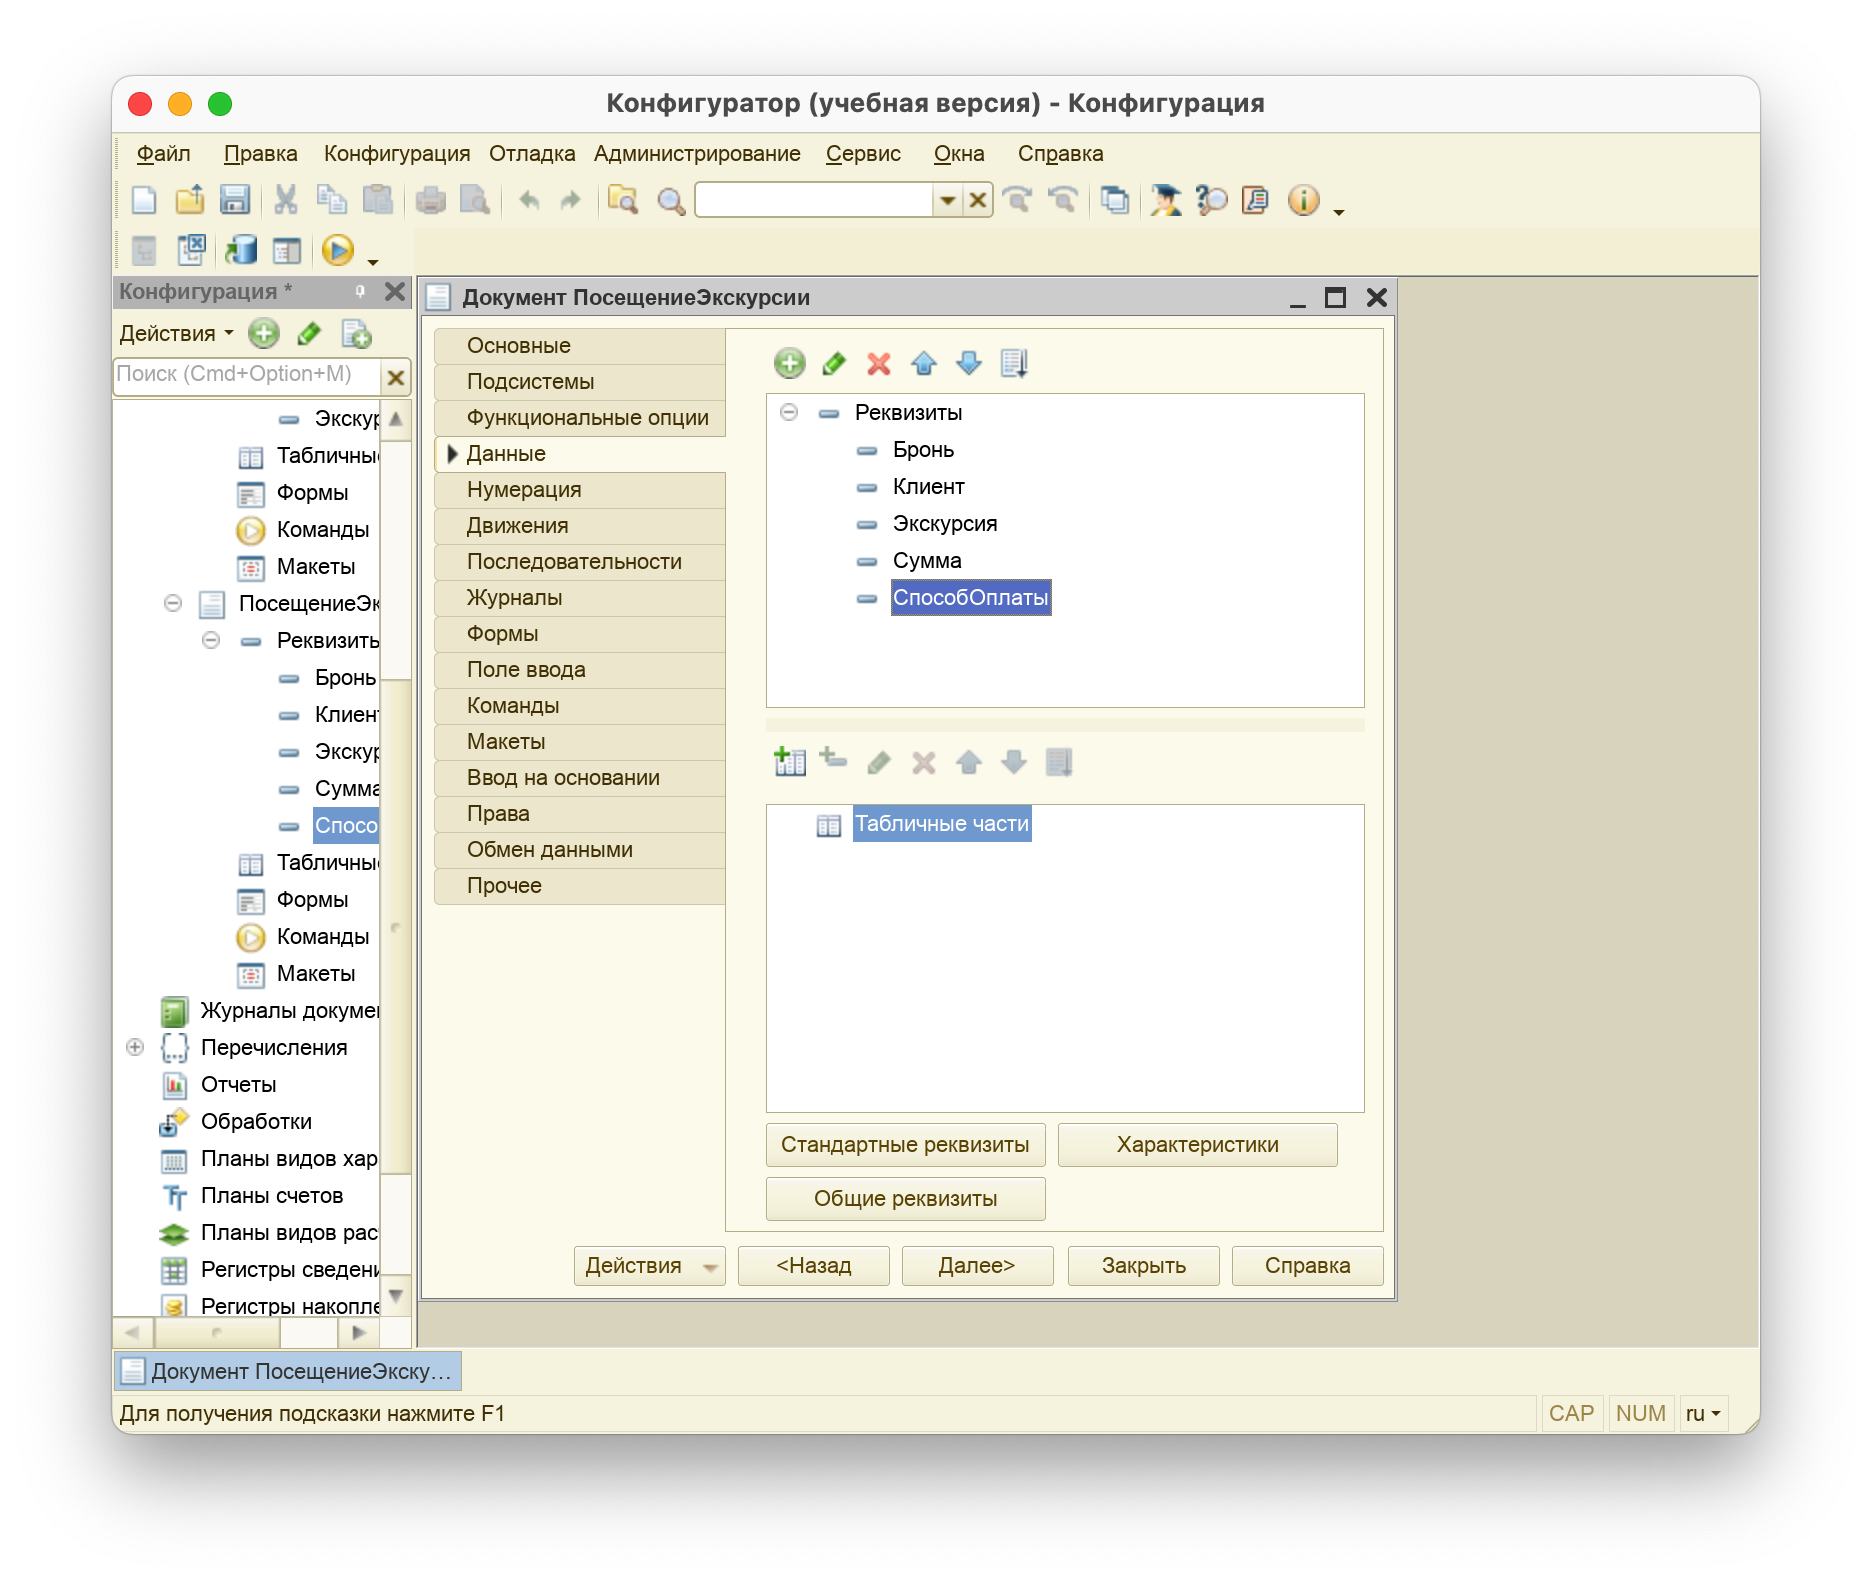 Конфигуратор (учебная версия) - Конфигурация
Файл Правка Конфигурация Отладка Администрирование Сервис Окна Справка
Конфигурация *
Действия
Поиск (Cmd+Option+M)
Экскур
Табличны
Формы
Команды
Макеты
ПосещениеЭк
Реквизить
Бронь
Клиент
Экскур
Сумма
Спосо
Табличны
Формы
Команды
Макеты
Журналы докуме
Перечисления
Отчеты
Обработки
Планы видов хар
Планы счетов
Планы видов рас
Регистры сведени
Регистры накопле
Документ ПосещениеЭкскурсии
Основные
Подсистемы
Функциональные опции
Данные
Нумерация
Движения
Последовательности
Журналы
Формы
Поле ввода
Команды
Макеты
Ввод на основании
Права
Обмен данными
Прочее
Реквизиты
Бронь
Клиент
Экскурсия
Сумма
СпособОплаты
Табличные части
Стандартные реквизиты Характеристики
Общие реквизиты
Действия <Назад Далее> Закрыть Справка
Документ ПосещениеЭкску...
Для получения подсказки нажмите F1 CAP NUM ru